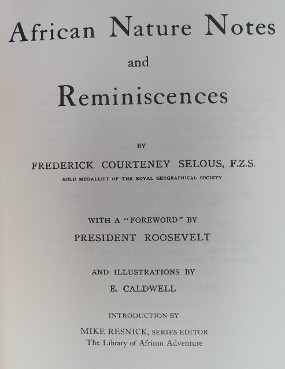 African Nature Notes
and
Reminiscences
BY
FREDERICK COURTENEY SELOUS, F.Z.S.
GOLD MEDALLIST OF THE ROYAL GEOGRAPHICAL SOCIETY
WITH A "FOREWORD" BY
PRESIDENT ROOSEVELT
AND ILLUSTRATIONS BY
E. CALDWELL
INTRODUCTION BY
MIKE RESNICK, SERIES EDITOR
The Library of African Adventure